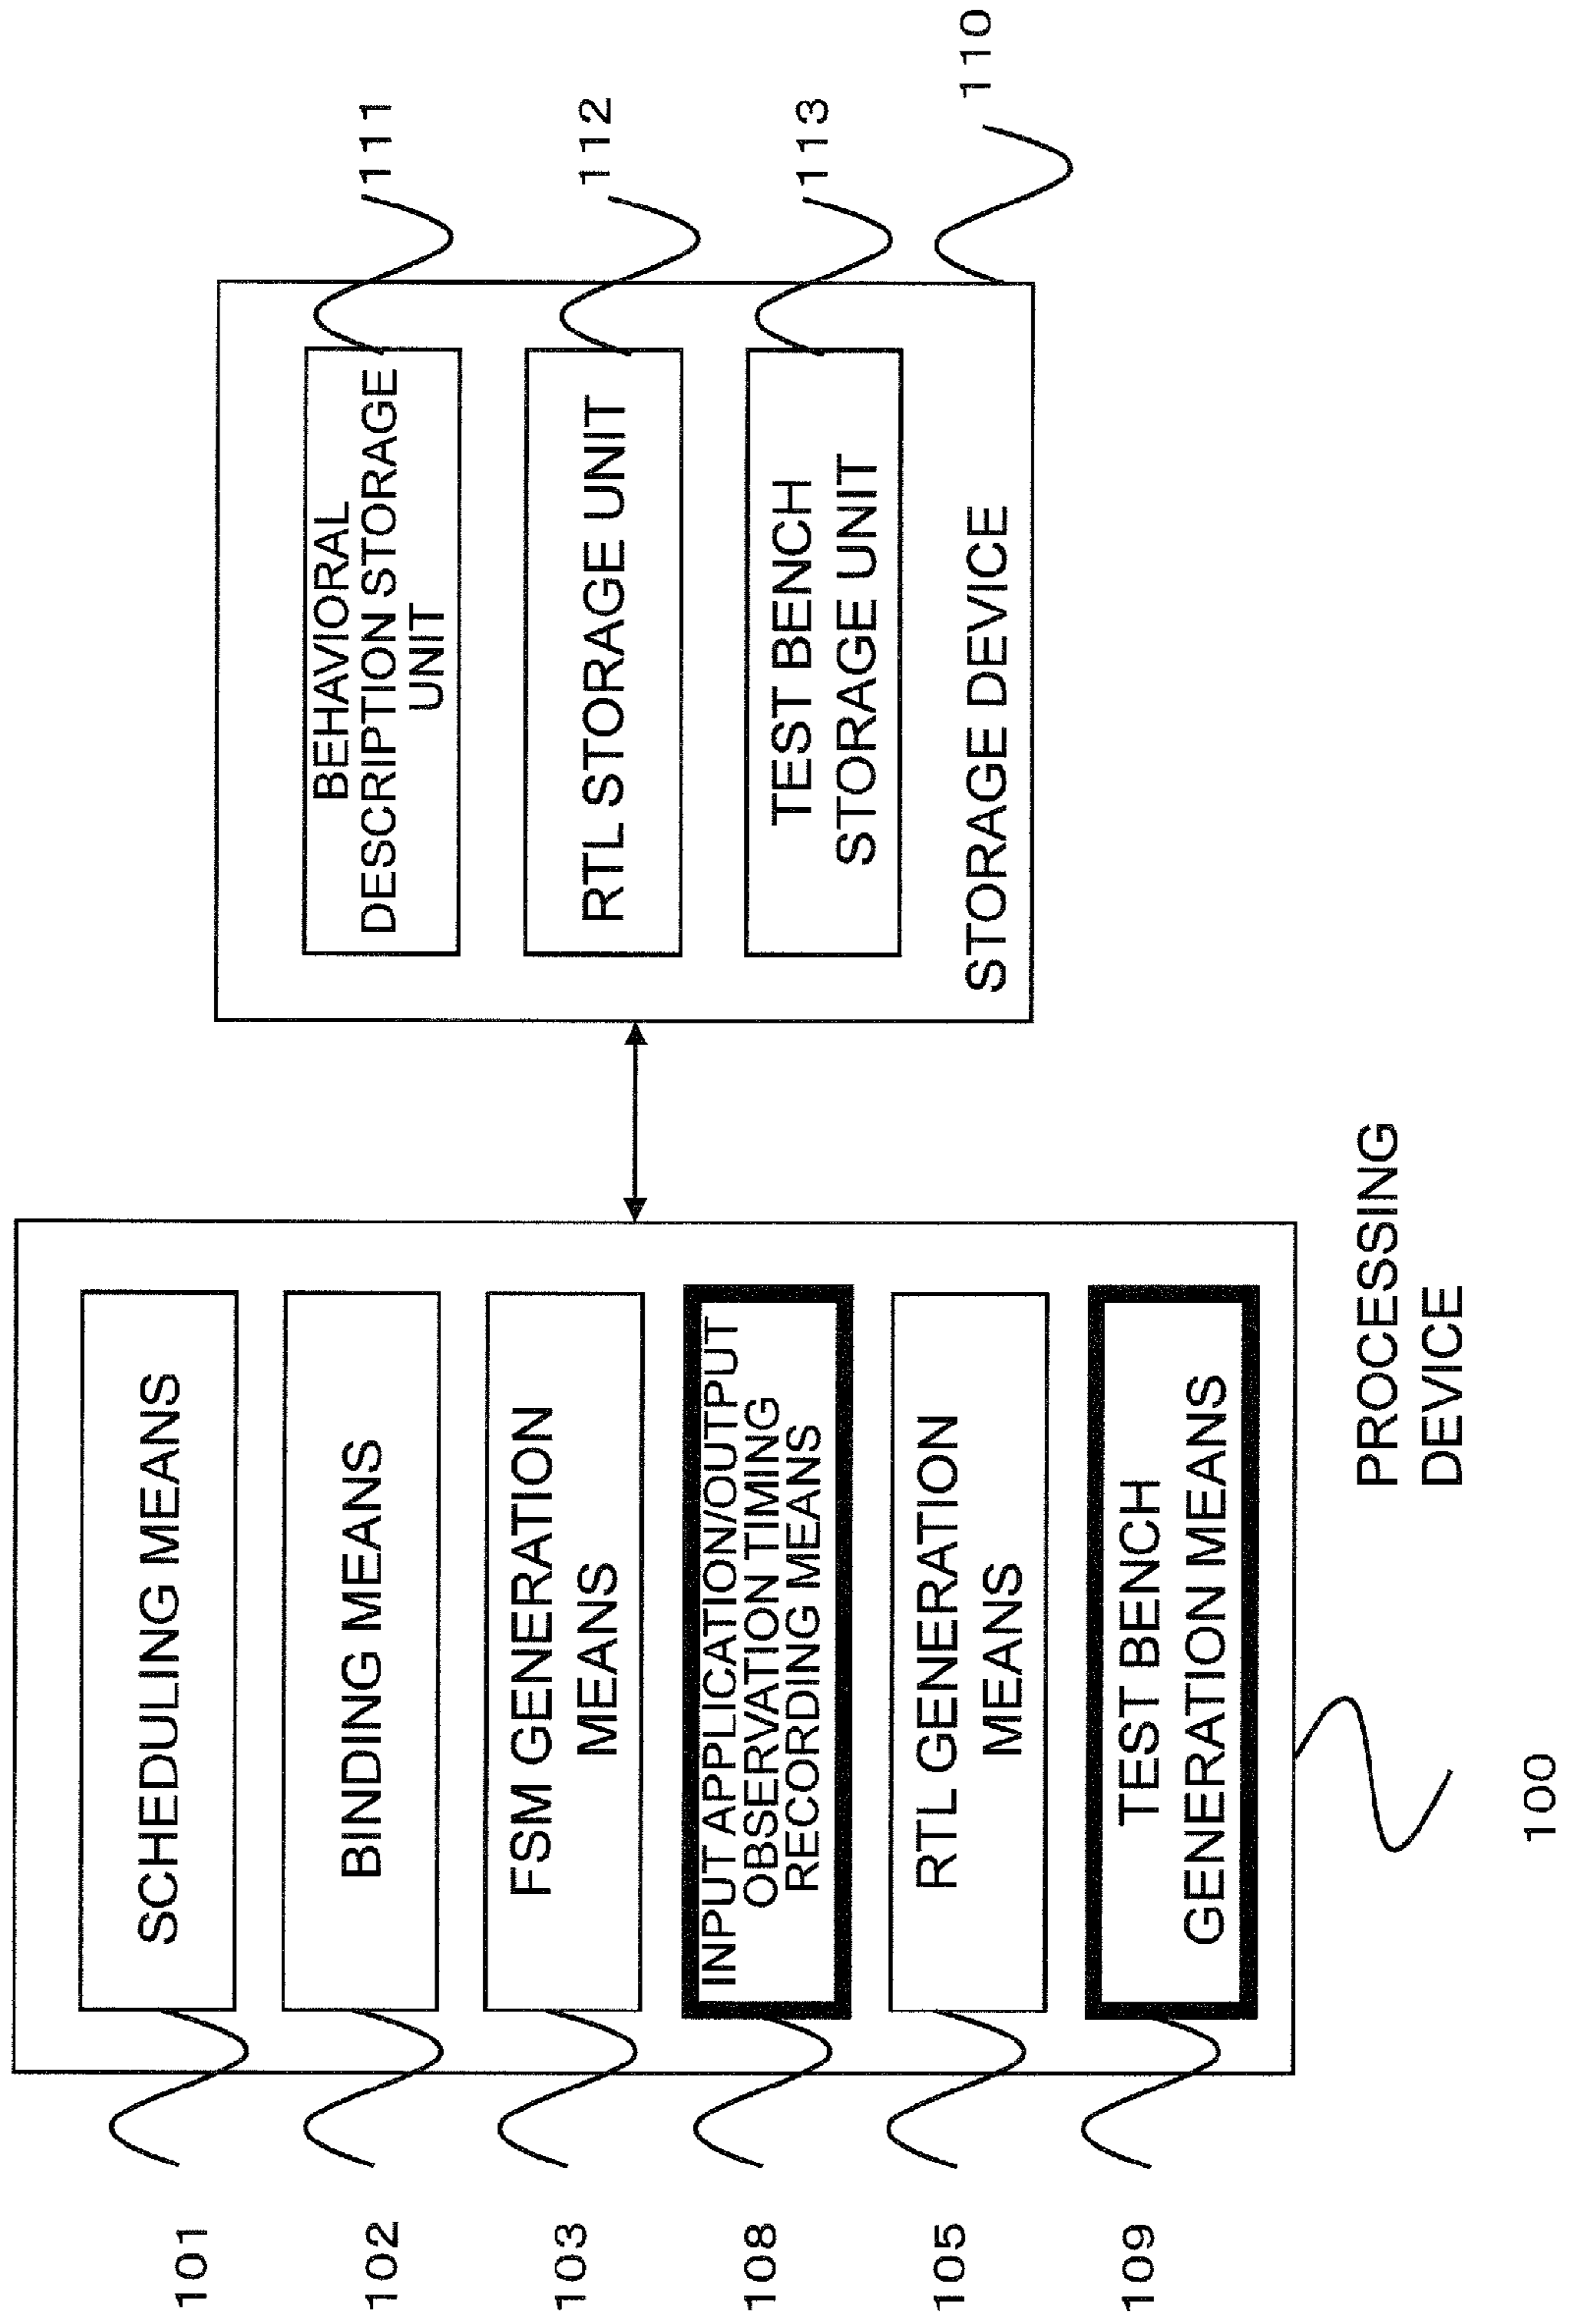 101
SCHEDULING MEANS
102
BINDING MEANS
103
FSM GENERATION
MEANS
108
INPUT APPLICATION/OUTPUT
OBSERVATION TIMING
RECORDING MEANS
105
RTL GENERATION
MEANS
109
TEST BENCH
GENERATION MEANS
100
PROCESSING
DEVICE
111
BEHAVIORAL
DESCRIPTION STORAGE
UNIT
112
RTL STORAGE UNIT
113
TEST BENCH
STORAGE UNIT
STORAGE DEVICE
110